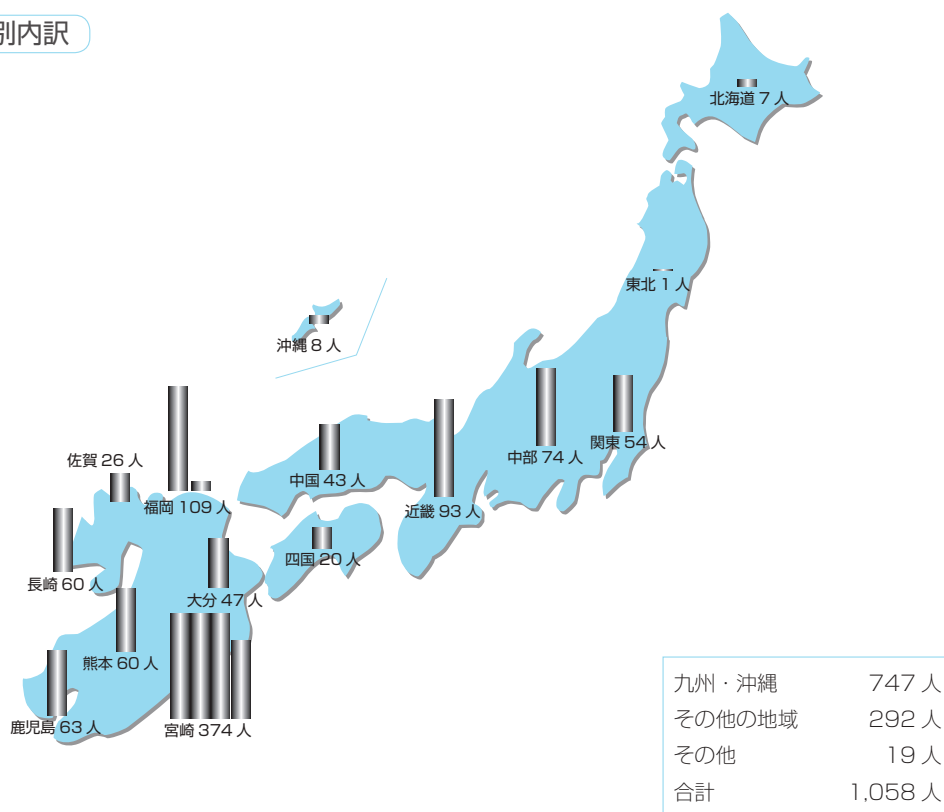 別内訳
北海道 7 人
東北 1 人
沖縄 8 人
関東 54 人
中部 74 人
佐賀 26 人
中国 43 人
福岡 109 人
近畿 93 人
四国 20 人
長崎 60 人
大分 47 人
熊本 60 人
鹿児島 63 人
宮崎 374 人
九州・沖縄 747 人
その他の地域 292 人
その他 19 人
合計 1,058 人